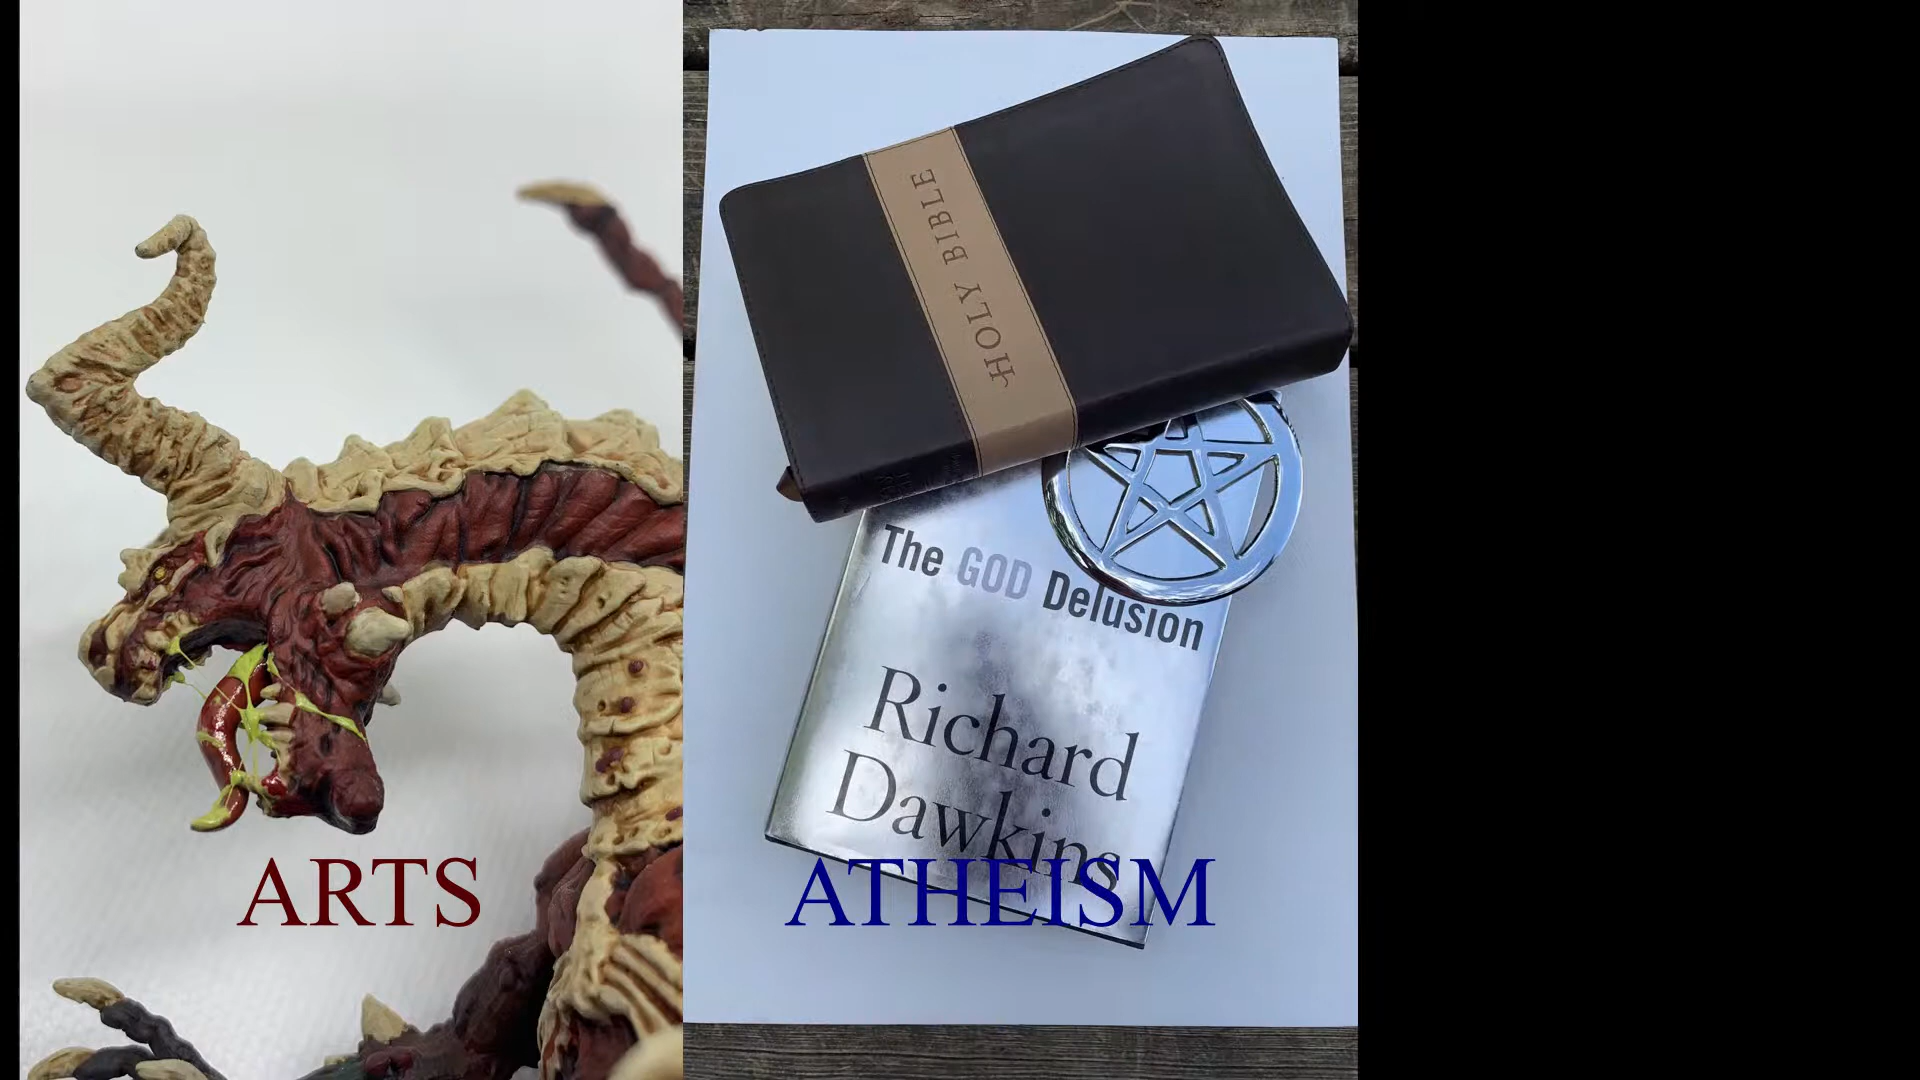 HOLY BIBLE
The GOD Delusion
Richard
Dawkins
ARTS
ATHEISM